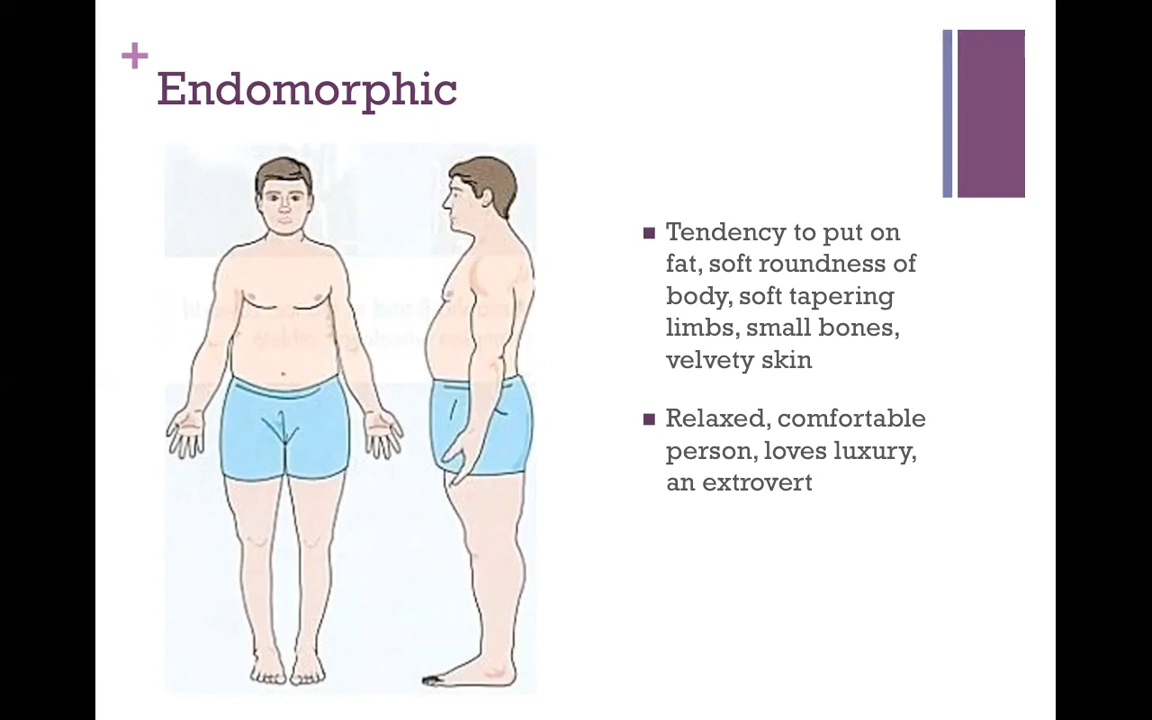 +
Endomorphic
Tendency to put on
fat, soft roundness of
body, soft tapering
limbs, small bones,
velvety skin
Relaxed, comfortable
person, loves luxury,
an extrovert